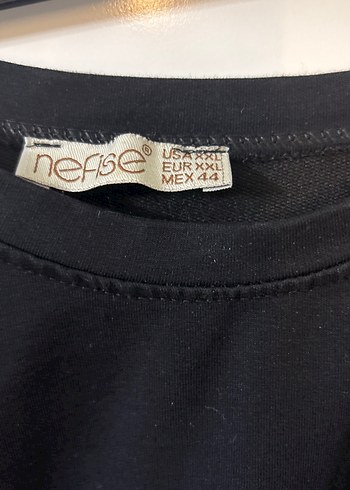 nefise®
USA XXL
EUR XXL
MEX 44